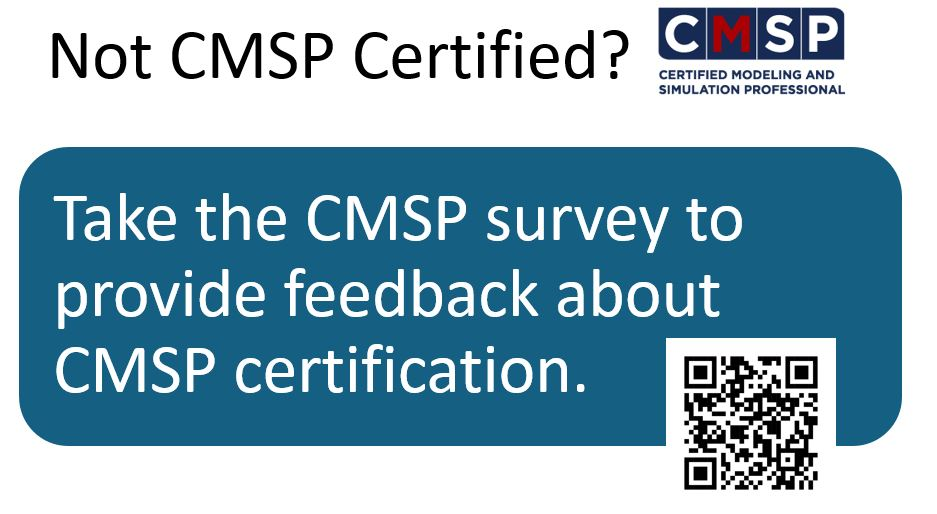 Not CMSP Certified?
CMSP
CERTIFIED MODELING AND
SIMULATION PROFESSIONAL
Take the CMSP survey to
provide feedback about
CMSP certification.